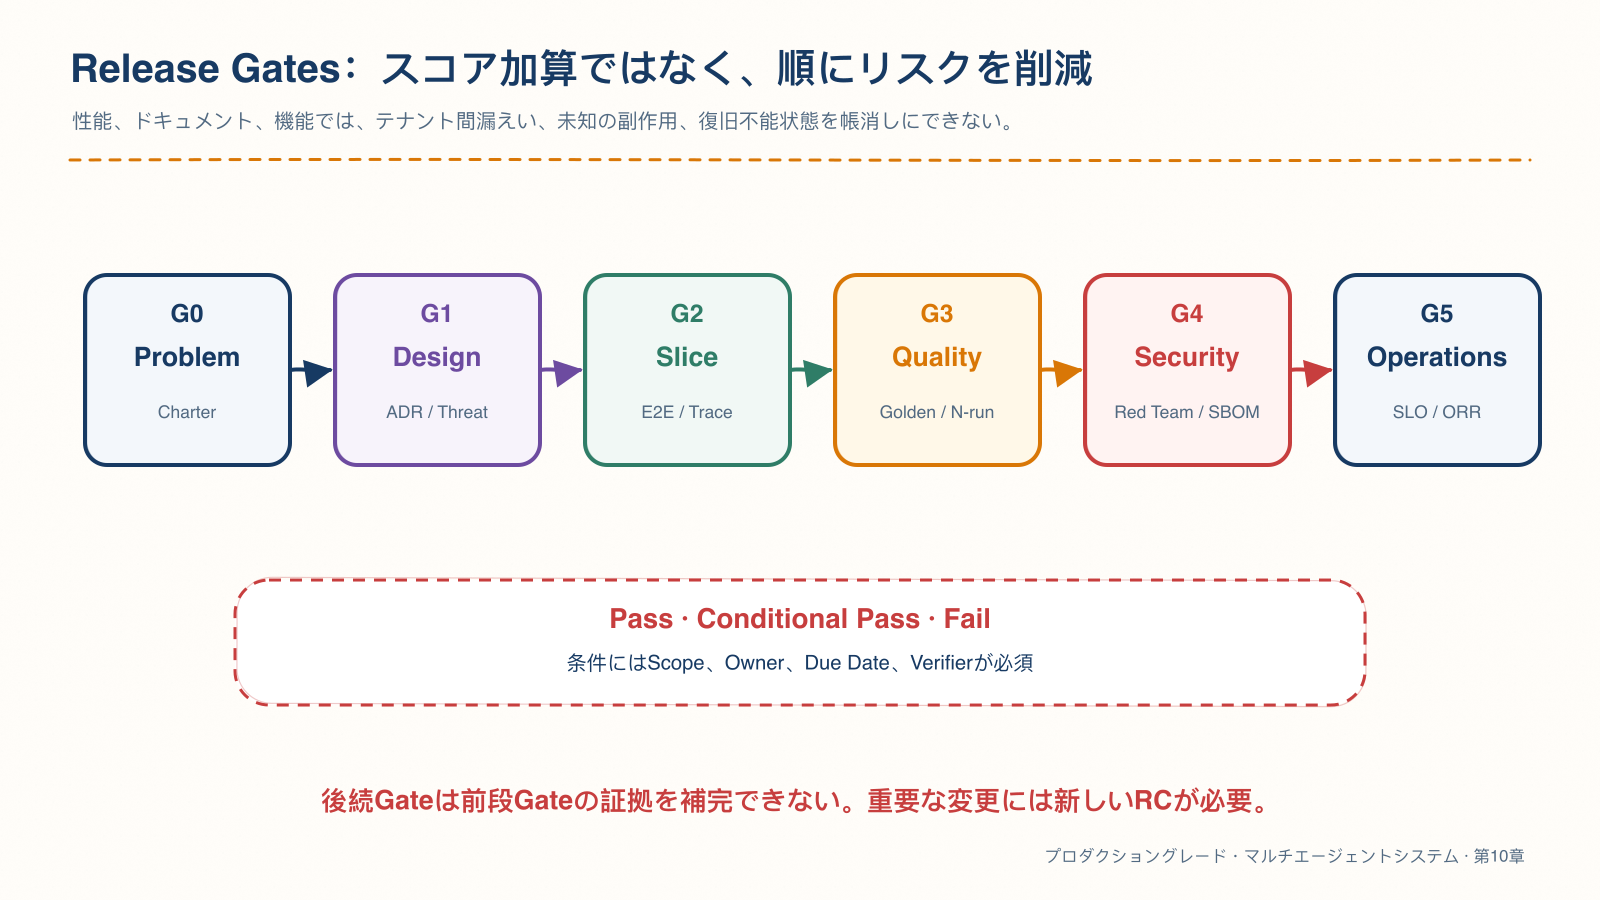 Release Gates：スコア加算ではなく、順にリスクを削減
性能、ドキュメント、機能では、テナント間漏えい、未知の副作用、復旧不能状態を帳消しにできない。
G0
Problem
Charter
G1
Design
ADR / Threat
G2
Slice
E2E / Trace
G3
Quality
Golden / N-run
G4
Security
Red Team / SBOM
G5
Operations
SLO / ORR
Pass · Conditional Pass · Fail
条件にはScope、Owner、Due Date、Verifierが必須
後続Gateは前段Gateの証拠を補完できない。重要な変更には新しいRCが必要。
プロダクショングレード・マルチエージェントシステム · 第10章